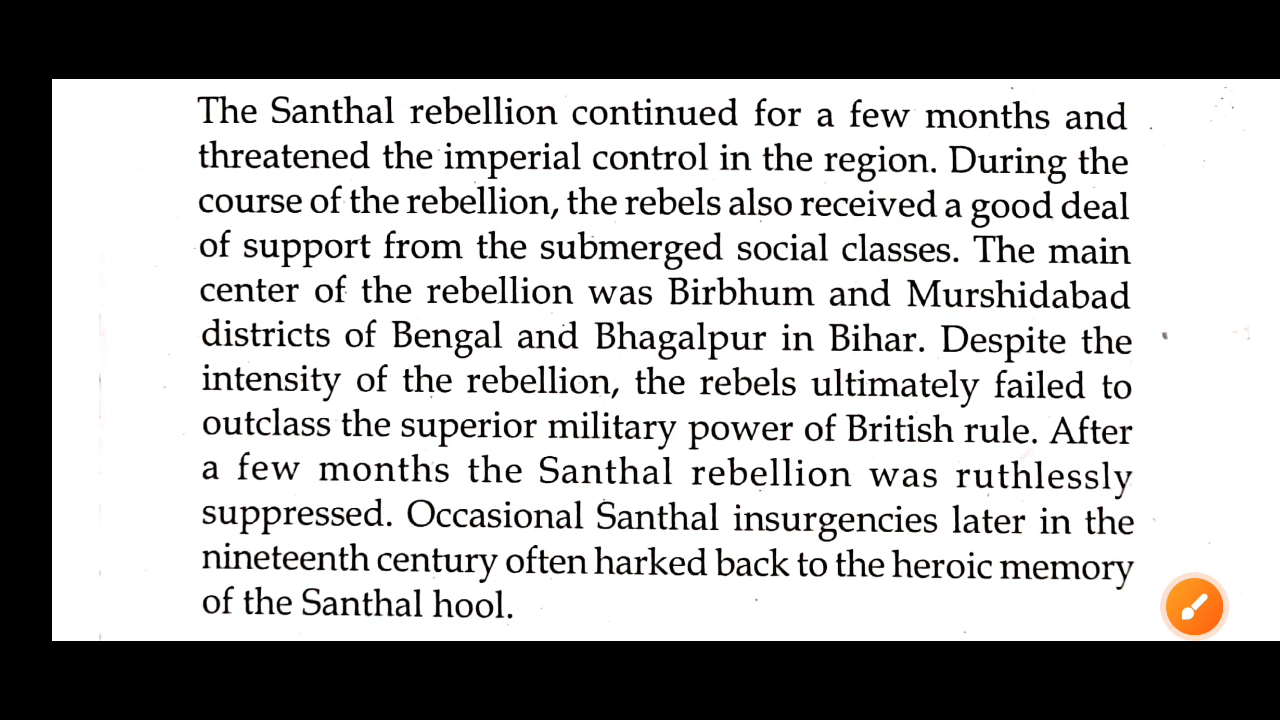 The Santhal rebellion continued for a few months and
threatened the imperial control in the region. During the
course of the rebellion, the rebels also received a good deal
of support from the submerged social classes. The main
center of the rebellion was Birbhum and Murshidabad
districts of Bengal and Bhagalpur in Bihar. Despite the
intensity of the rebellion, the rebels ultimately failed to
outclass the superior military power of British rule. After
a few months the Santhal rebellion was ruthlessly
suppressed. Occasional Santhal insurgencies later in the
nineteenth century often harked back to the heroic memory
of the Santhal hool.